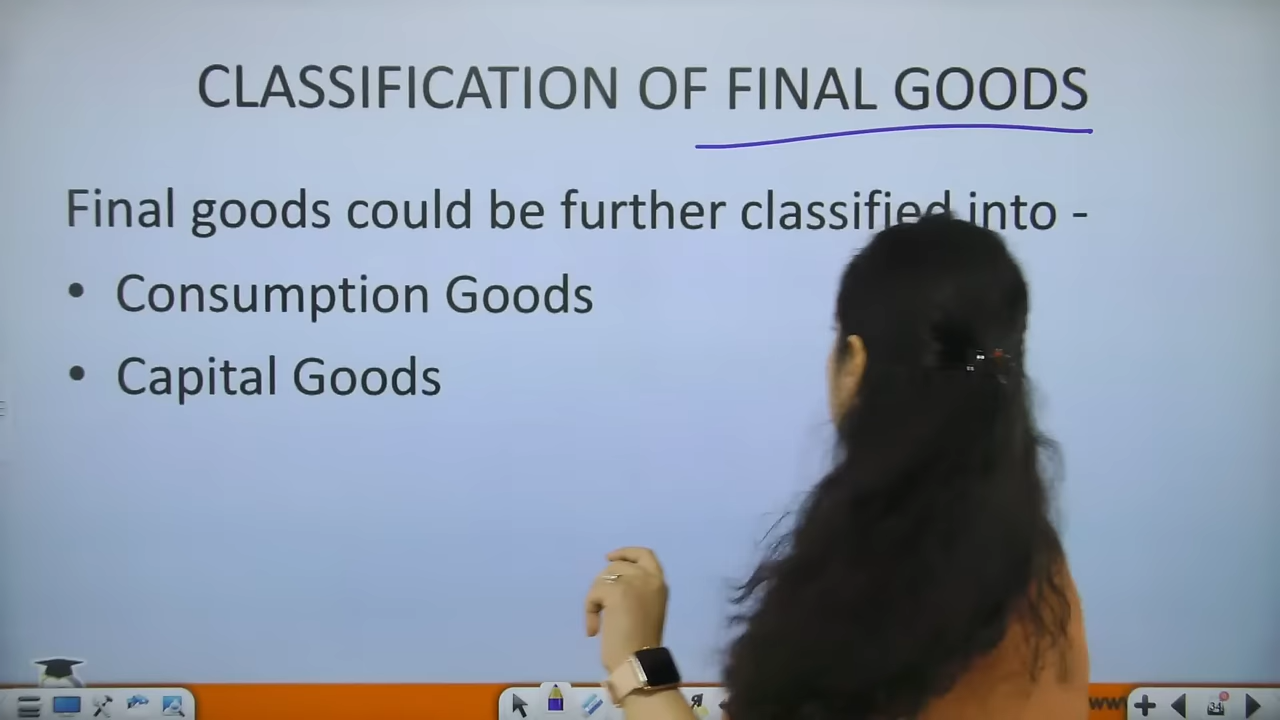 CLASSIFICATION OF FINAL GOODS
Final goods could be further classified into -
• Consumption Goods
• Capital Goods